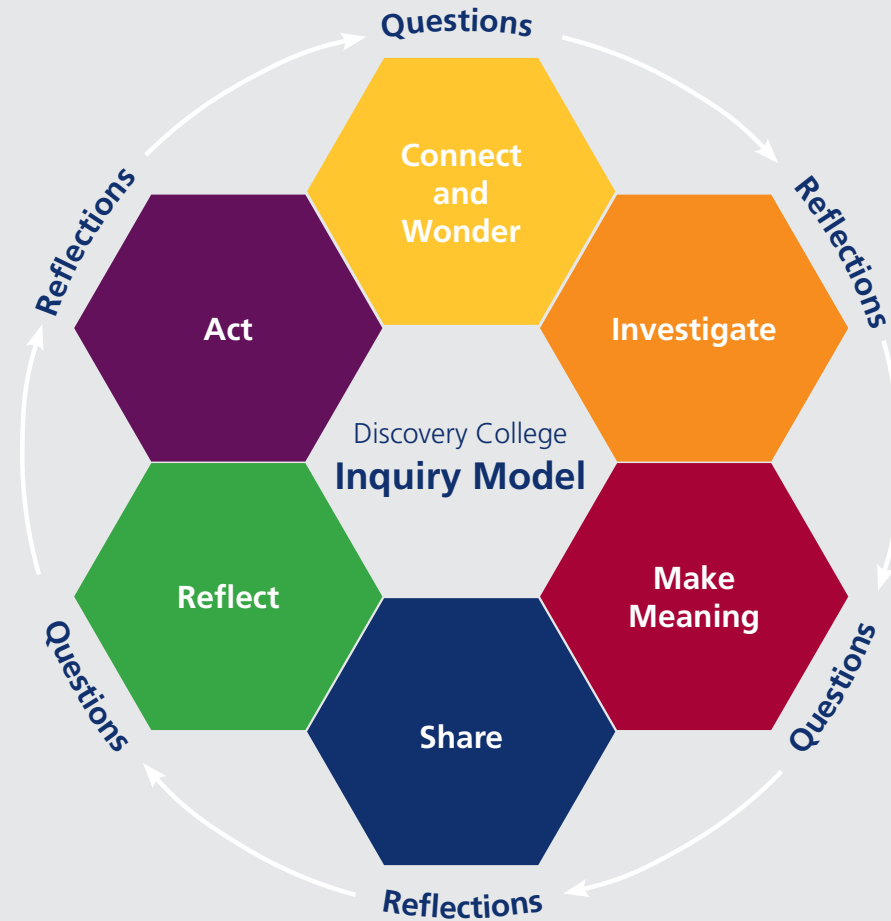 Questions
Connect
and
Wonder
Reflections
Investigate
Make
Meaning
Questions
Share
Reflections
Reflect
Questions
Act
Reflections
Discovery College
Inquiry Model